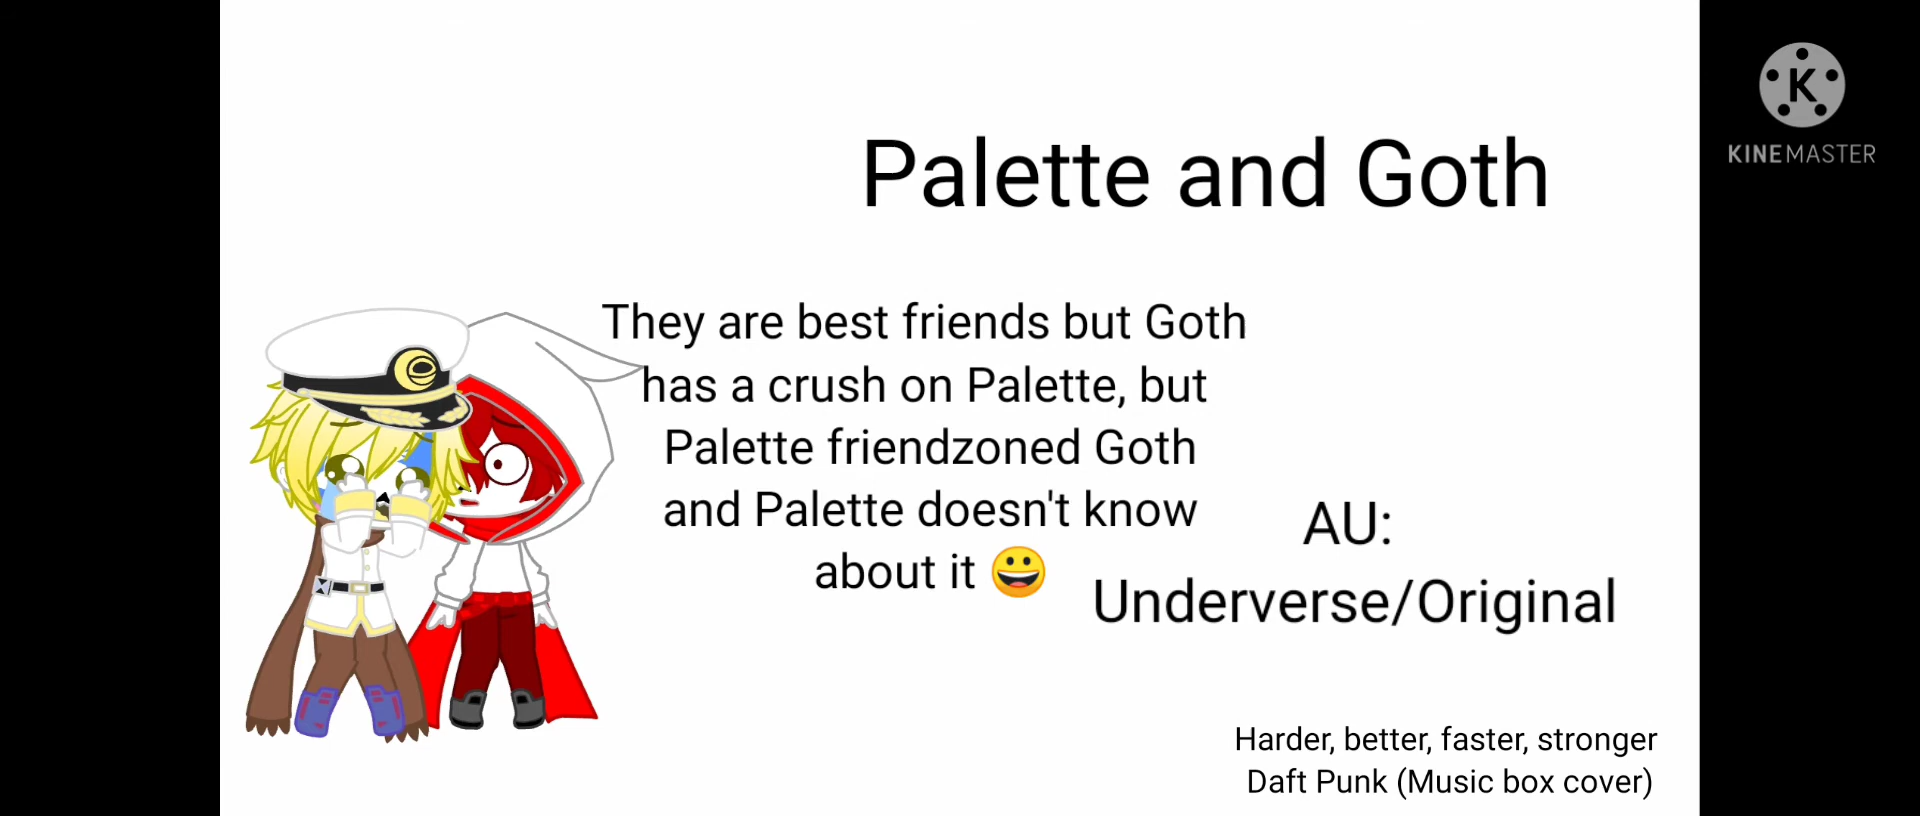 Palette and Goth
They are best friends but Goth
has a crush on Palette, but
Palette friendzoned Goth
and Palette doesn't know
about it 😀
AU:
Underverse/Original
Harder, better, faster, stronger
Daft Punk (Music box cover)
K
KINEMASTER